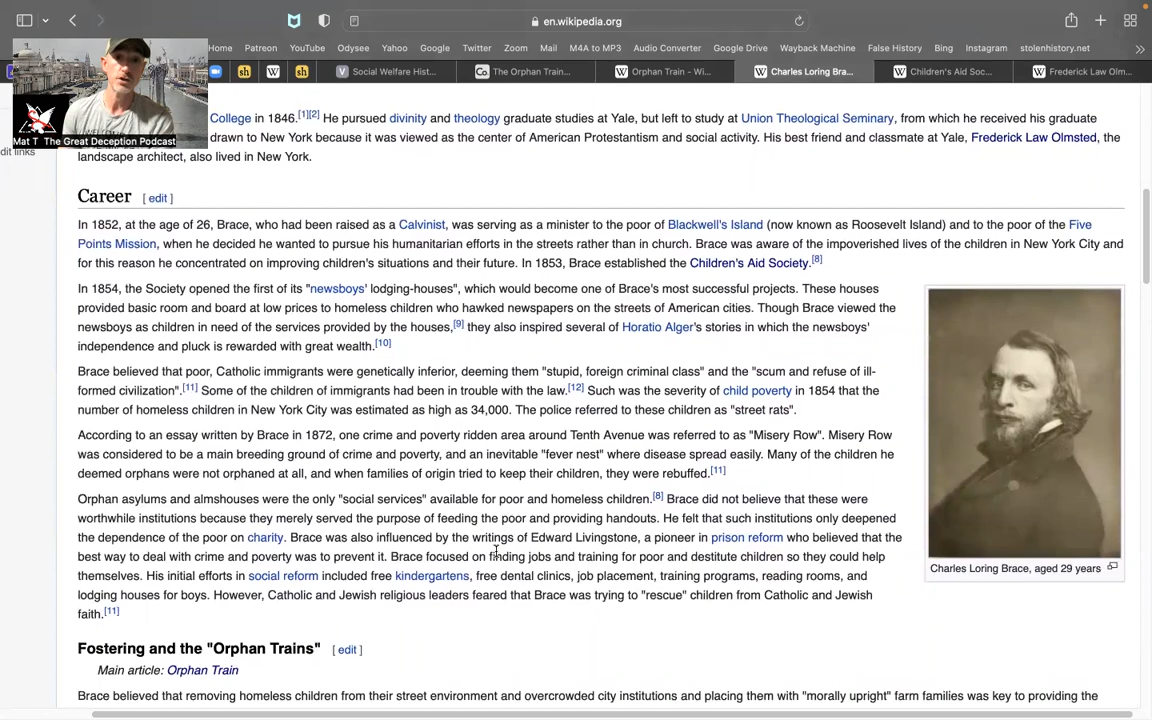 en.wikipedia.org
Home Patreon YouTube Odysee Yahoo Google Twitter Zoom Mail M4A to MP3 Audio Converter Google Drive Wayback Machine False History Bing Instagram stolenhistory.net
sh W sh V Social Welfare Hist... Co. The Orphan Train... W Orphan Train - Wi... W Charles Loring Bra... W Children's Aid Soc... W Frederick Law Olm...
Mat T The Great Deception Podcast
dit links
College in 1846.[1][2] He pursued divinity and theology graduate studies at Yale, but left to study at Union Theological Seminary, from which he received his graduate
drawn to New York because it was viewed as the center of American Protestantism and social activity. His best friend and classmate at Yale, Frederick Law Olmsted, the
landscape architect, also lived in New York.
Career [ edit ]
In 1852, at the age of 26, Brace, who had been raised as a Calvinist, was serving as a minister to the poor of Blackwell's Island (now known as Roosevelt Island) and to the poor of the Five
Points Mission, when he decided he wanted to pursue his humanitarian efforts in the streets rather than in church. Brace was aware of the impoverished lives of the children in New York City and
for this reason he concentrated on improving children's situations and their future. In 1853, Brace established the Children's Aid Society.[8]
In 1854, the Society opened the first of its "newsboys' lodging-houses", which would become one of Brace's most successful projects. These houses
provided basic room and board at low prices to homeless children who hawked newspapers on the streets of American cities. Though Brace viewed the
newsboys as children in need of the services provided by the houses,[9] they also inspired several of Horatio Alger's stories in which the newsboys'
independence and pluck is rewarded with great wealth.[10]
Brace believed that poor, Catholic immigrants were genetically inferior, deeming them "stupid, foreign criminal class" and the "scum and refuse of ill-
formed civilization".[11] Some of the children of immigrants had been in trouble with the law.[12] Such was the severity of child poverty in 1854 that the
number of homeless children in New York City was estimated as high as 34,000. The police referred to these children as "street rats".
According to an essay written by Brace in 1872, one crime and poverty ridden area around Tenth Avenue was referred to as "Misery Row". Misery Row
was considered to be a main breeding ground of crime and poverty, and an inevitable "fever nest" where disease spread easily. Many of the children he
deemed orphans were not orphaned at all, and when families of origin tried to keep their children, they were rebuffed.[11]
Orphan asylums and almshouses were the only "social services" available for poor and homeless children.[8] Brace did not believe that these were
worthwhile institutions because they merely served the purpose of feeding the poor and providing handouts. He felt that such institutions only deepened
the dependence of the poor on charity. Brace was also influenced by the writings of Edward Livingstone, a pioneer in prison reform who believed that the
best way to deal with crime and poverty was to prevent it. Brace focused on finding jobs and training for poor and destitute children so they could help
themselves. His initial efforts in social reform included free kindergartens, free dental clinics, job placement, training programs, reading rooms, and
lodging houses for boys. However, Catholic and Jewish religious leaders feared that Brace was trying to "rescue" children from Catholic and Jewish
faith.[11]
Charles Loring Brace, aged 29 years
Fostering and the "Orphan Trains" [ edit ]
Main article: Orphan Train
Brace believed that removing homeless children from their street environment and overcrowded city institutions and placing them with "morally upright" farm families was key to providing the